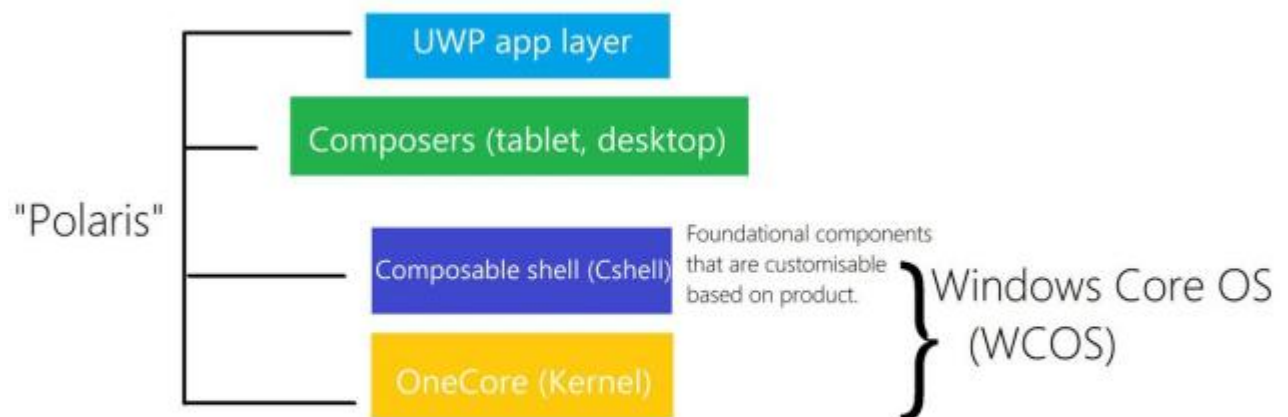 UWP app layer
Composers (tablet, desktop)
"Polaris"
Composable shell (Cshell)
Foundational components
that are customisable
based on product.
Windows Core OS
(WCOS)
OneCore (Kernel)